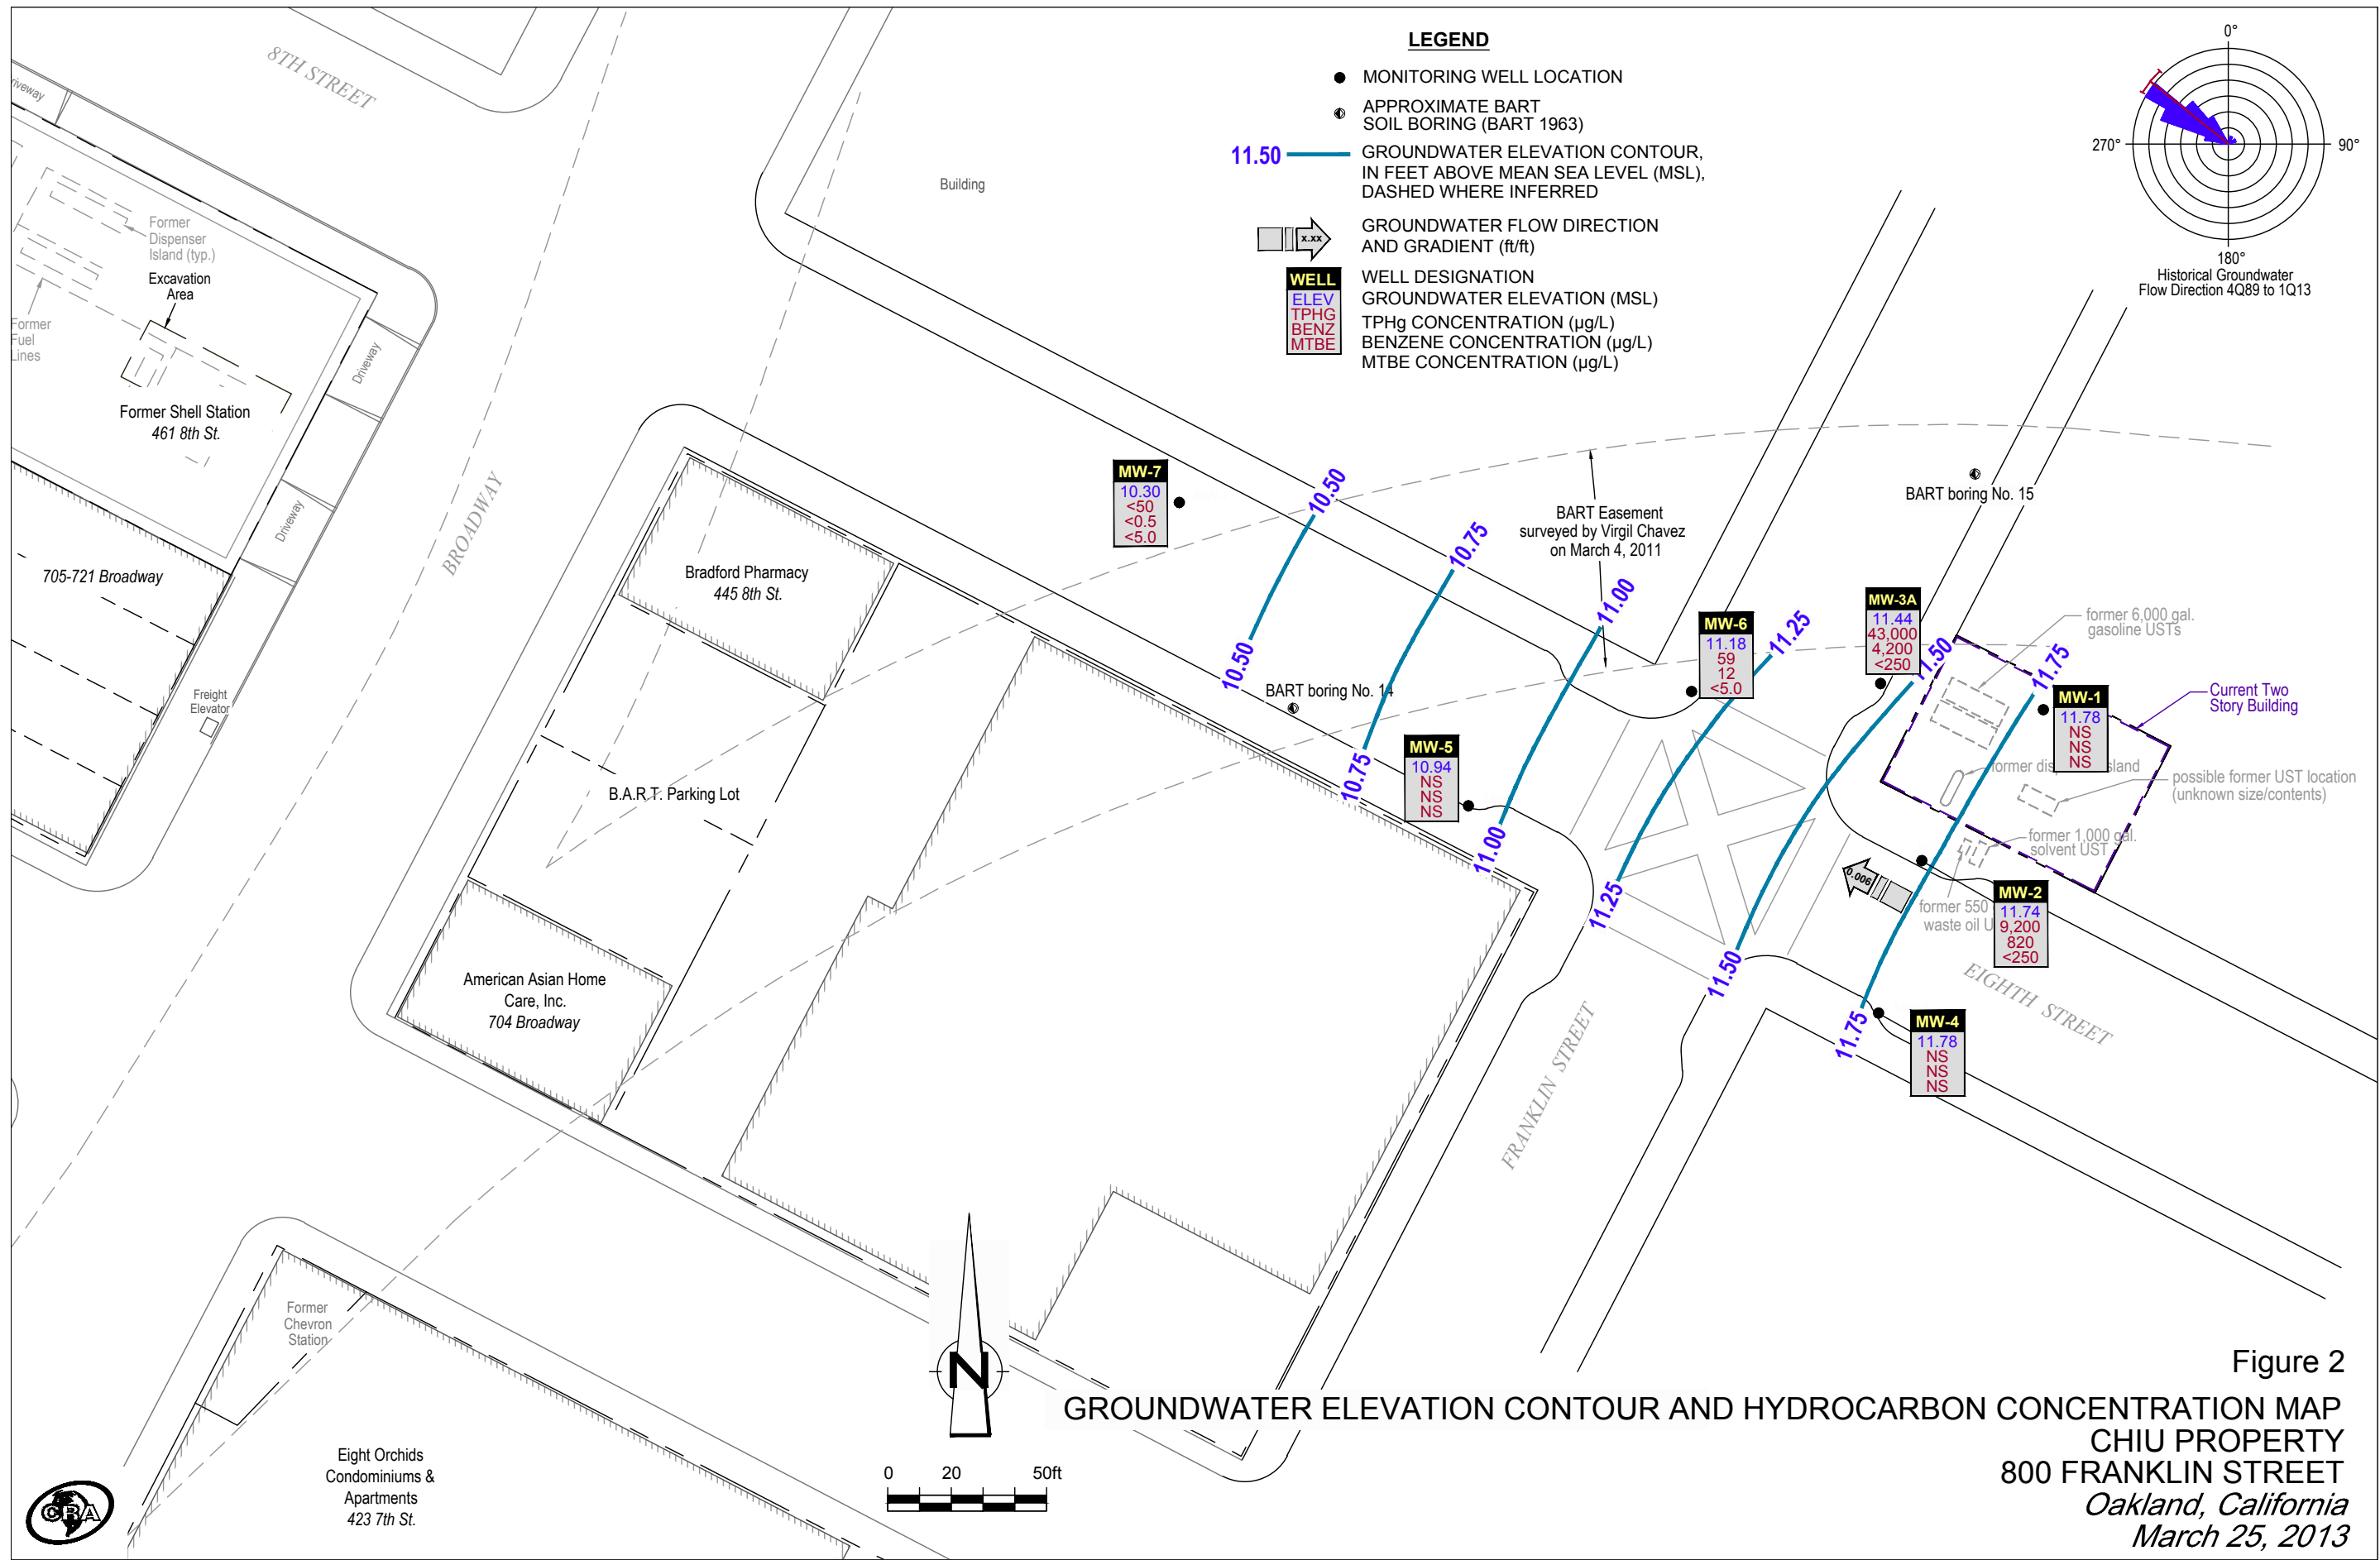 8TH STREET
riveway
Former
Dispenser
Island (typ.)
Excavation
Area
Former
Fuel
Lines
Driveway
Former Shell Station
461 8th St.
Driveway
BROADWAY
705-721 Broadway
Freight
Elevator
Building
LEGEND
MONITORING WELL LOCATION
APPROXIMATE BART
SOIL BORING (BART 1963)
11.50
GROUNDWATER ELEVATION CONTOUR,
IN FEET ABOVE MEAN SEA LEVEL (MSL),
DASHED WHERE INFERRED
x.xx
GROUNDWATER FLOW DIRECTION
AND GRADIENT (ft/ft)
WELL WELL DESIGNATION
ELEV GROUNDWATER ELEVATION (MSL)
TPHG TPHg CONCENTRATION (µg/L)
BENZ BENZENE CONCENTRATION (µg/L)
MTBE MTBE CONCENTRATION (µg/L)
0°
270°
90°
180°
Historical Groundwater
Flow Direction 4Q89 to 1Q13
MW-7
10.30
<50
<0.5
<5.0
10.50
10.75
11.00
11.25
11.50
11.75
BART Easement
surveyed by Virgil Chavez
on March 4, 2011
BART boring No. 15
Bradford Pharmacy
445 8th St.
MW-6
11.18
59
12
<5.0
MW-3A
11.44
43,000
4,200
<250
former 6,000 gal.
gasoline USTs
Current Two
Story Building
MW-1
11.78
NS
NS
NS
10.50
BART boring No. 14
10.75
MW-5
10.94
NS
NS
NS
11.00
11.25
11.50
11.75
B.A.R.T. Parking Lot
former dis
sland
possible former UST location
(unknown size/contents)
former 1,000 gal.
solvent UST
0.006
former 550
waste oil U
MW-2
11.74
9,200
820
<250
EIGHTH STREET
MW-4
11.78
NS
NS
NS
FRANKLIN STREET
American Asian Home
Care, Inc.
704 Broadway
Former
Chevron
Station
Eight Orchids
Condominiums &
Apartments
423 7th St.
CRA
N
0 20 50ft
Figure 2
GROUNDWATER ELEVATION CONTOUR AND HYDROCARBON CONCENTRATION MAP
CHIU PROPERTY
800 FRANKLIN STREET
Oakland, California
March 25, 2013